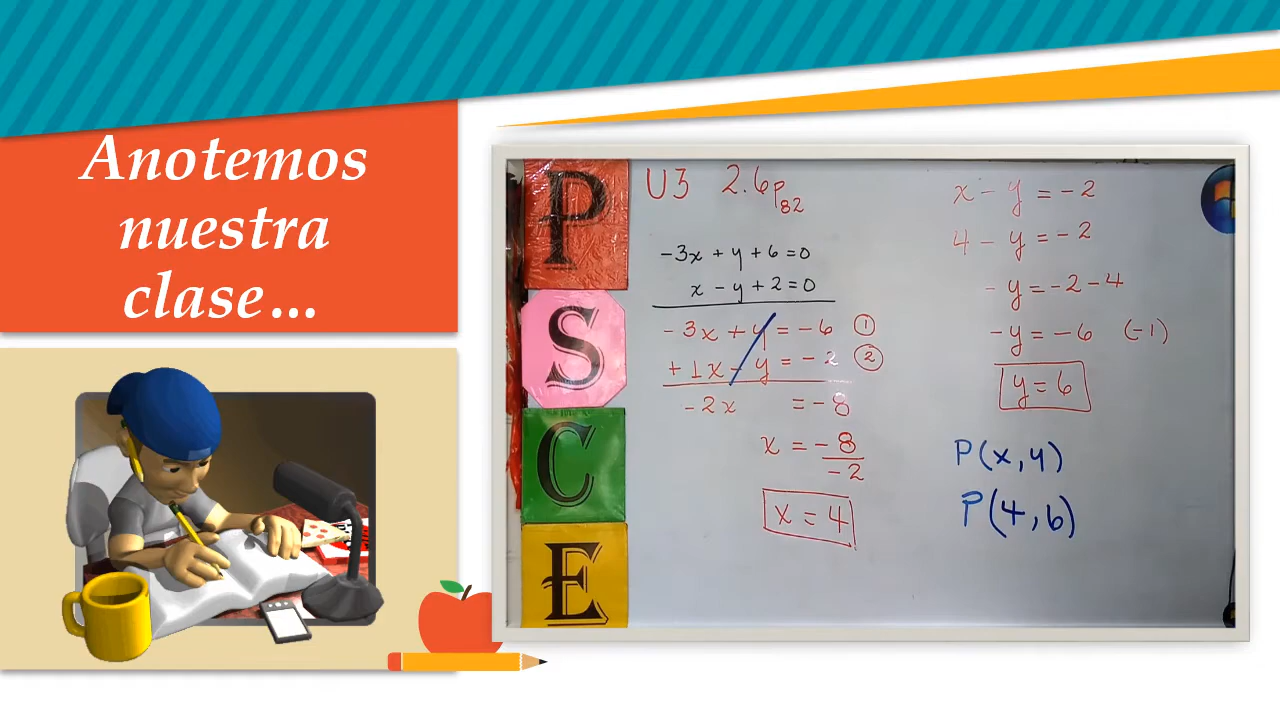 Anotemos
nuestra
clase...
P
S
C
E
U3 2.6 p82
-3x + y + 6 = 0
x - y + 2 = 0
-3x + y = -6 ①
+1x - y = -2 ②
-2x = -8
x = -8/-2
x = 4
x - y = -2
4 - y = -2
-y = -2 - 4
-y = -6 (-1)
y = 6
P(x, y)
P(4, 6)